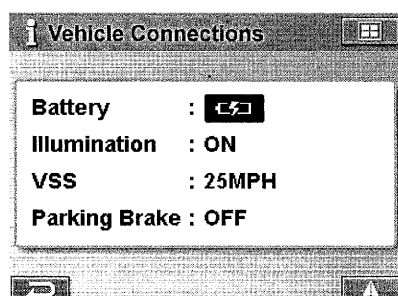 Vehicle Connections
Battery :
Illumination : ON
VSS : 25MPH
Parking Brake : OFF